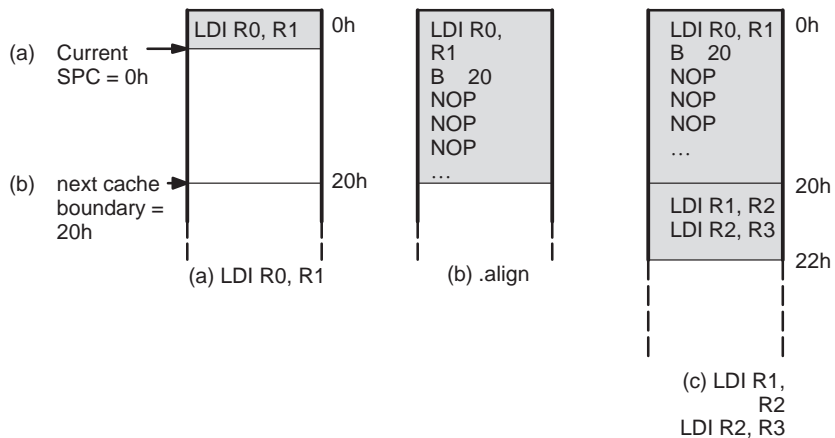 LDI R0, R1
0h
(a) Current
SPC = 0h
(b) next cache
boundary =
20h
20h
(a) LDI R0, R1
LDI R0,
R1
B 20
NOP
NOP
NOP
…
(b) .align
LDI R0, R1
B 20
NOP
NOP
NOP
…
0h
20h
LDI R1, R2
LDI R2, R3
22h
(c) LDI R1,
R2
LDI R2, R3